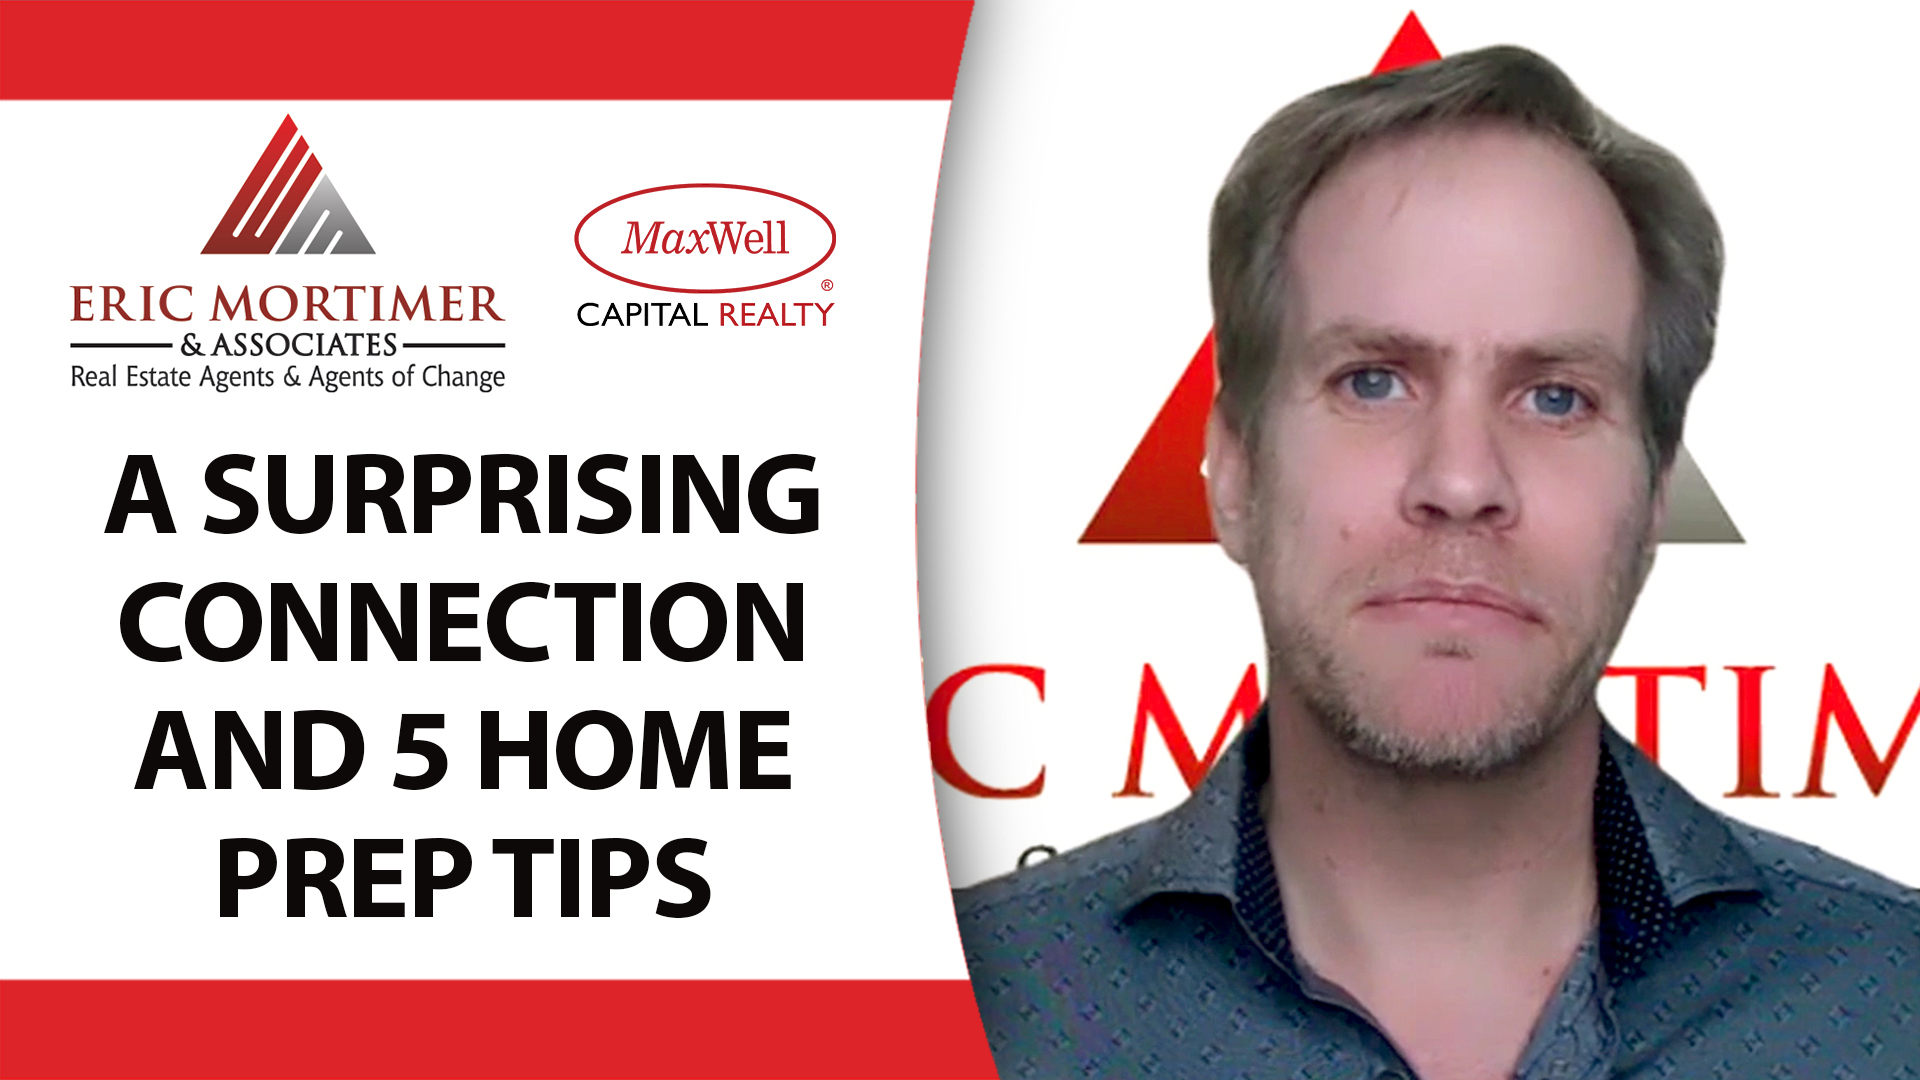 ERIC MORTIMER
& ASSOCIATES
Real Estate Agents & Agents of Change
MaxWell
®
CAPITAL REALTY
A SURPRISING
CONNECTION
AND 5 HOME
PREP TIPS
C M TIM